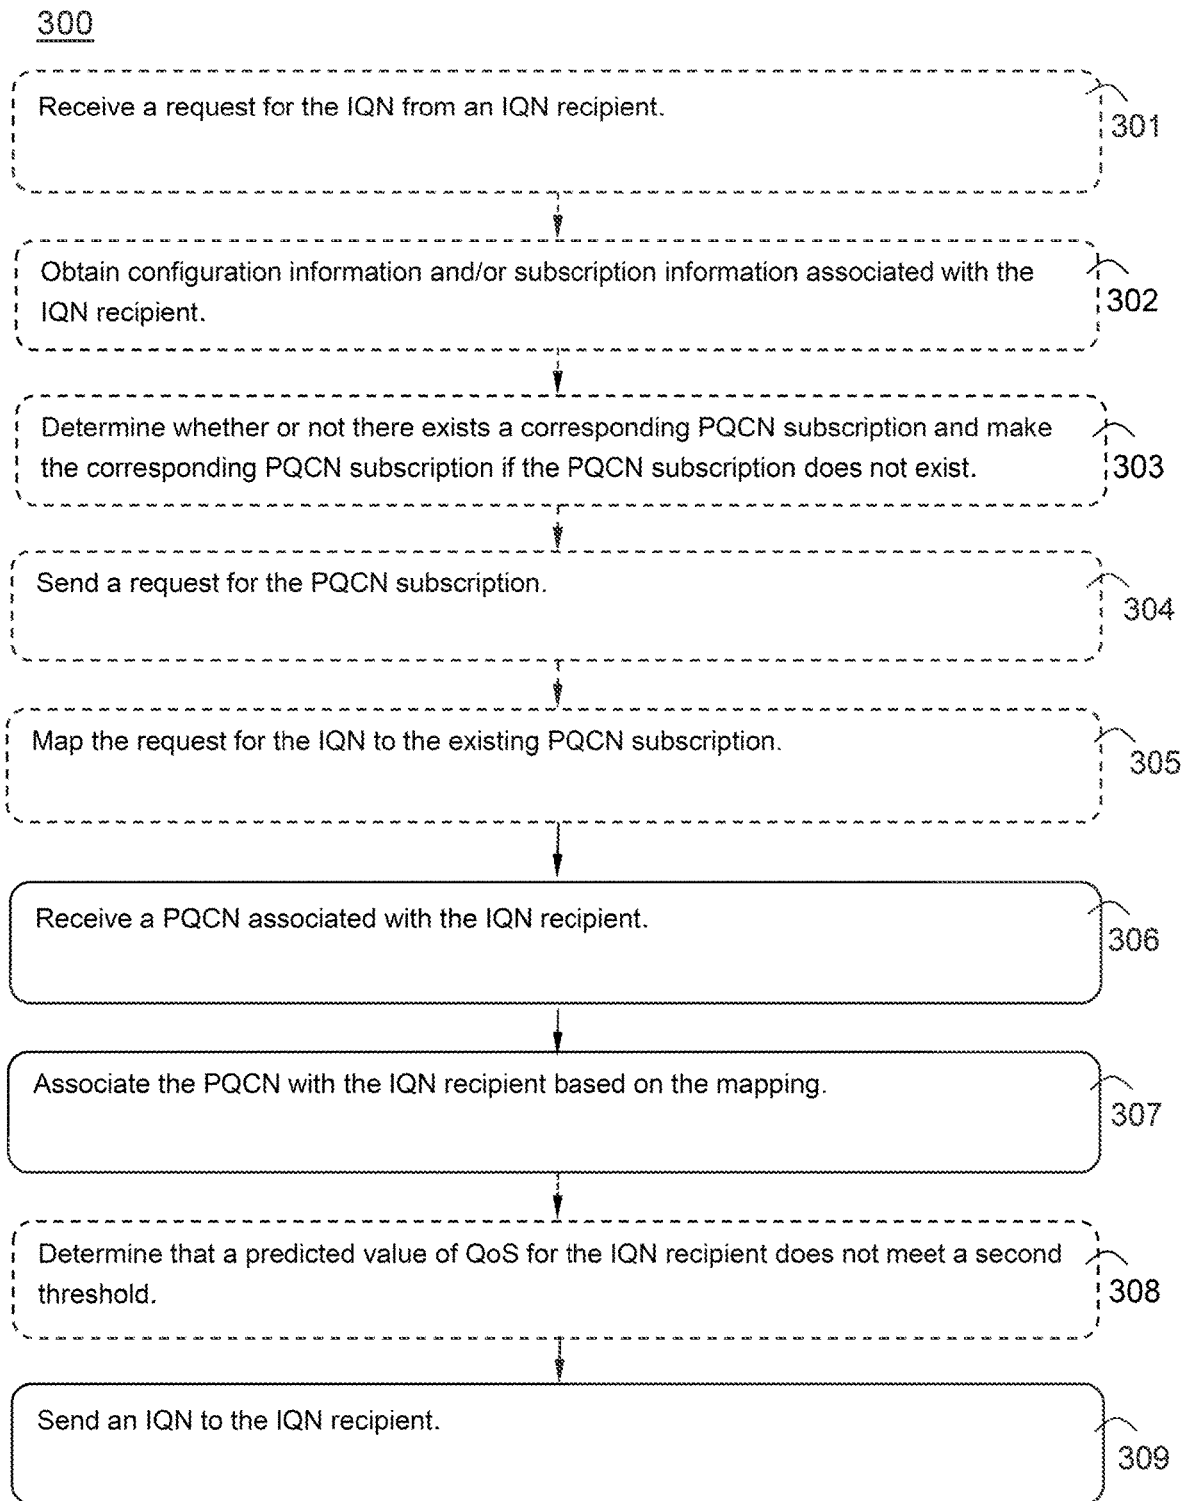 300
Receive a request for the IQN from an IQN recipient.
301
Obtain configuration information and/or subscription information associated with the
IQN recipient.
302
Determine whether or not there exists a corresponding PQCN subscription and make
the corresponding PQCN subscription if the PQCN subscription does not exist.
303
Send a request for the PQCN subscription.
304
Map the request for the IQN to the existing PQCN subscription.
305
Receive a PQCN associated with the IQN recipient.
306
Associate the PQCN with the IQN recipient based on the mapping.
307
Determine that a predicted value of QoS for the IQN recipient does not meet a second
threshold.
308
Send an IQN to the IQN recipient.
309